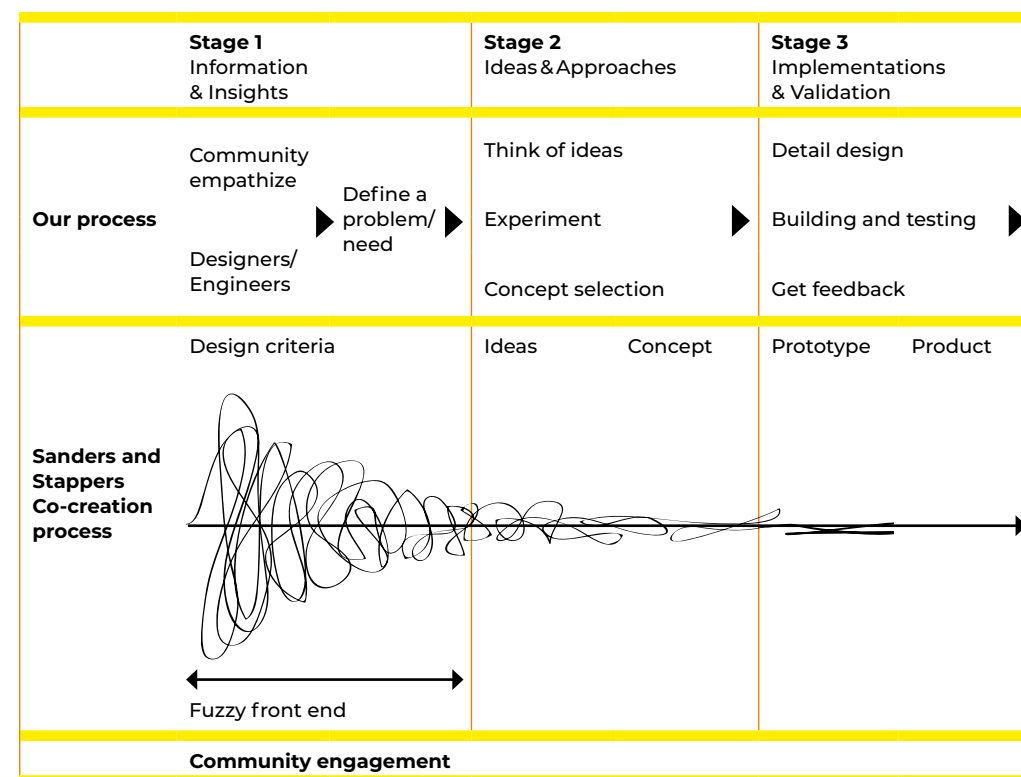 Stage 1
Information
& Insights
Stage 2
Ideas & Approaches
Stage 3
Implementations
& Validation
Our process
Community
empathize
Designers/
Engineers
Define a
problem/
need
Think of ideas
Experiment
Concept selection
Detail design
Building and testing
Get feedback
Sanders and
Stappers
Co-creation
process
Design criteria
Ideas
Concept
Prototype
Product
Fuzzy front end
Community engagement